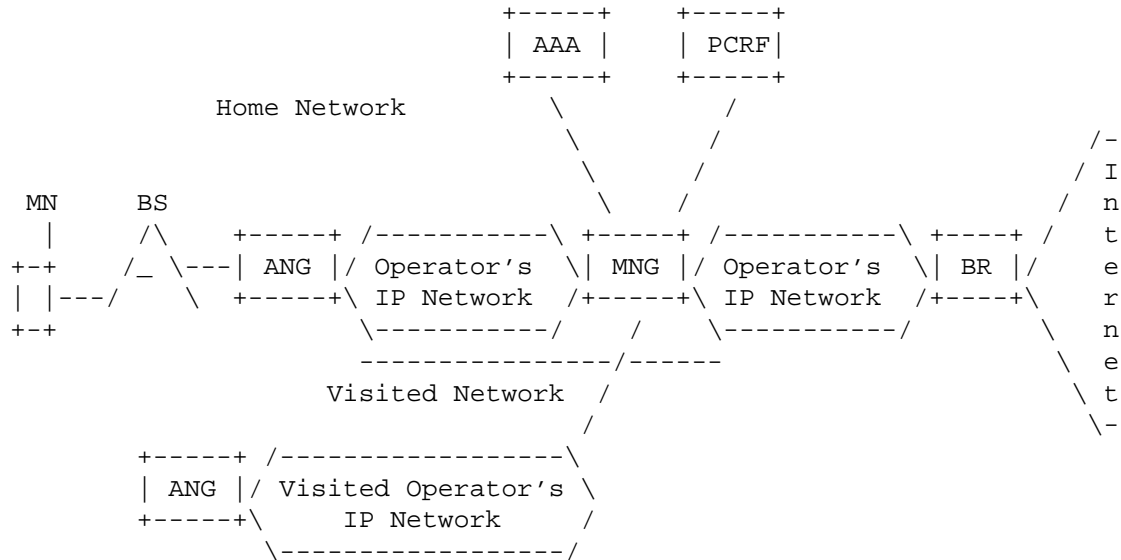 AAA PCRF
Home Network
MN BS
ANG Operator's MNG Operator's BR
IP Network IP Network
Internet
Visited Network
ANG Visited Operator's
IP Network